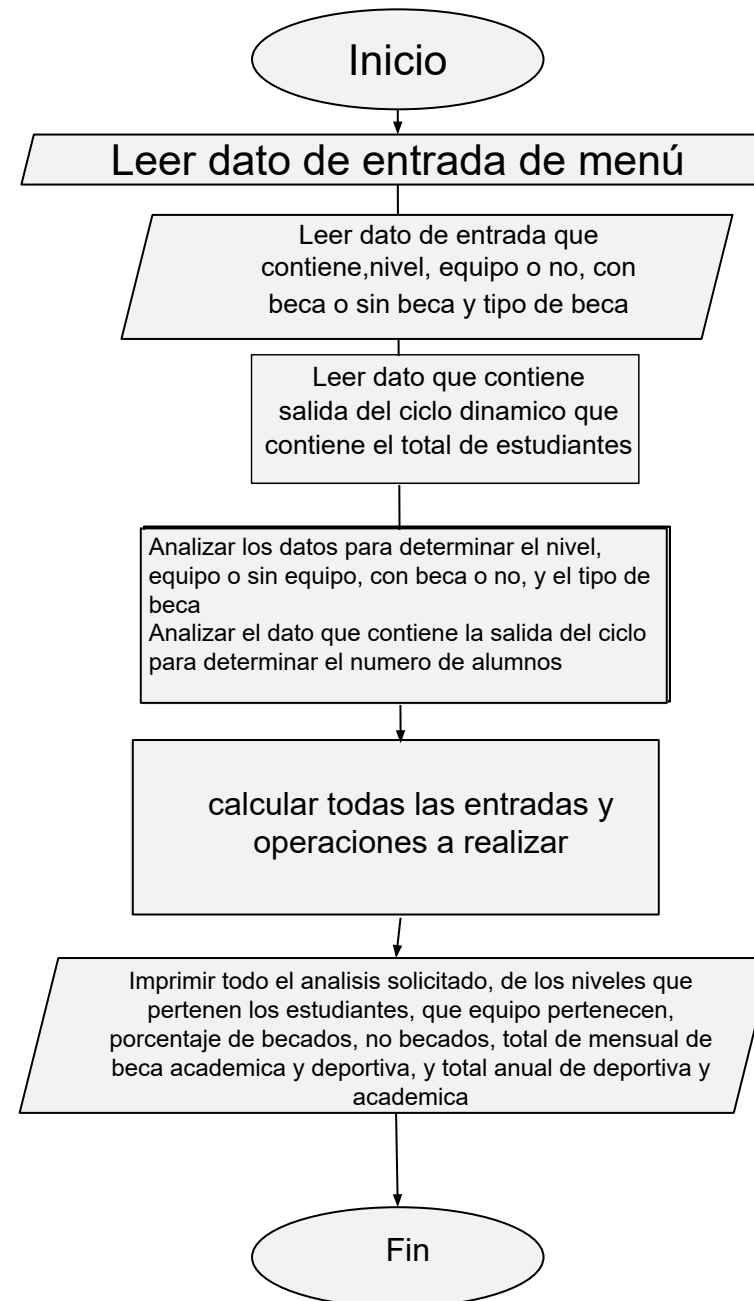 Inicio
Leer dato de entrada de menú
Leer dato de entrada que
contiene,nivel, equipo o no, con
beca o sin beca y tipo de beca
Leer dato que contiene
salida del ciclo dinamico que
contiene el total de estudiantes
Analizar los datos para determinar el nivel,
equipo o sin equipo, con beca o no, y el tipo de
beca
Analizar el dato que contiene la salida del ciclo
para determinar el numero de alumnos
calcular todas las entradas y
operaciones a realizar
Imprimir todo el analisis solicitado, de los niveles que
pertenen los estudiantes, que equipo pertenecen,
porcentaje de becados, no becados, total de mensual de
beca academica y deportiva, y total anual de deportiva y
academica
Fin